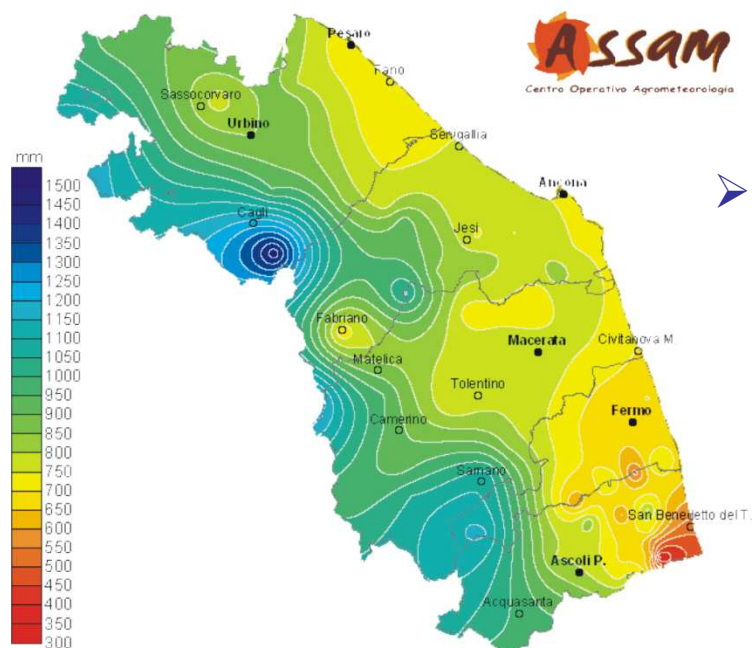 Assam
Centro Operativo Agrometeorologia
Pesaro
Fano
Sassocorvaro
Urbino
Senigallia
mm
1500
1450
1400
1350
1300
1250
1200
1150
1100
1050
1000
950
900
850
800
750
700
650
600
550
500
450
400
350
300
Ancona
Cagli
Jesi
Fabriano
Macerata
Civitanova M.
Matelica
Tolentino
Camerino
Fermo
Sarnano
San Benedetto del T.
Ascoli P.
Acquasanta